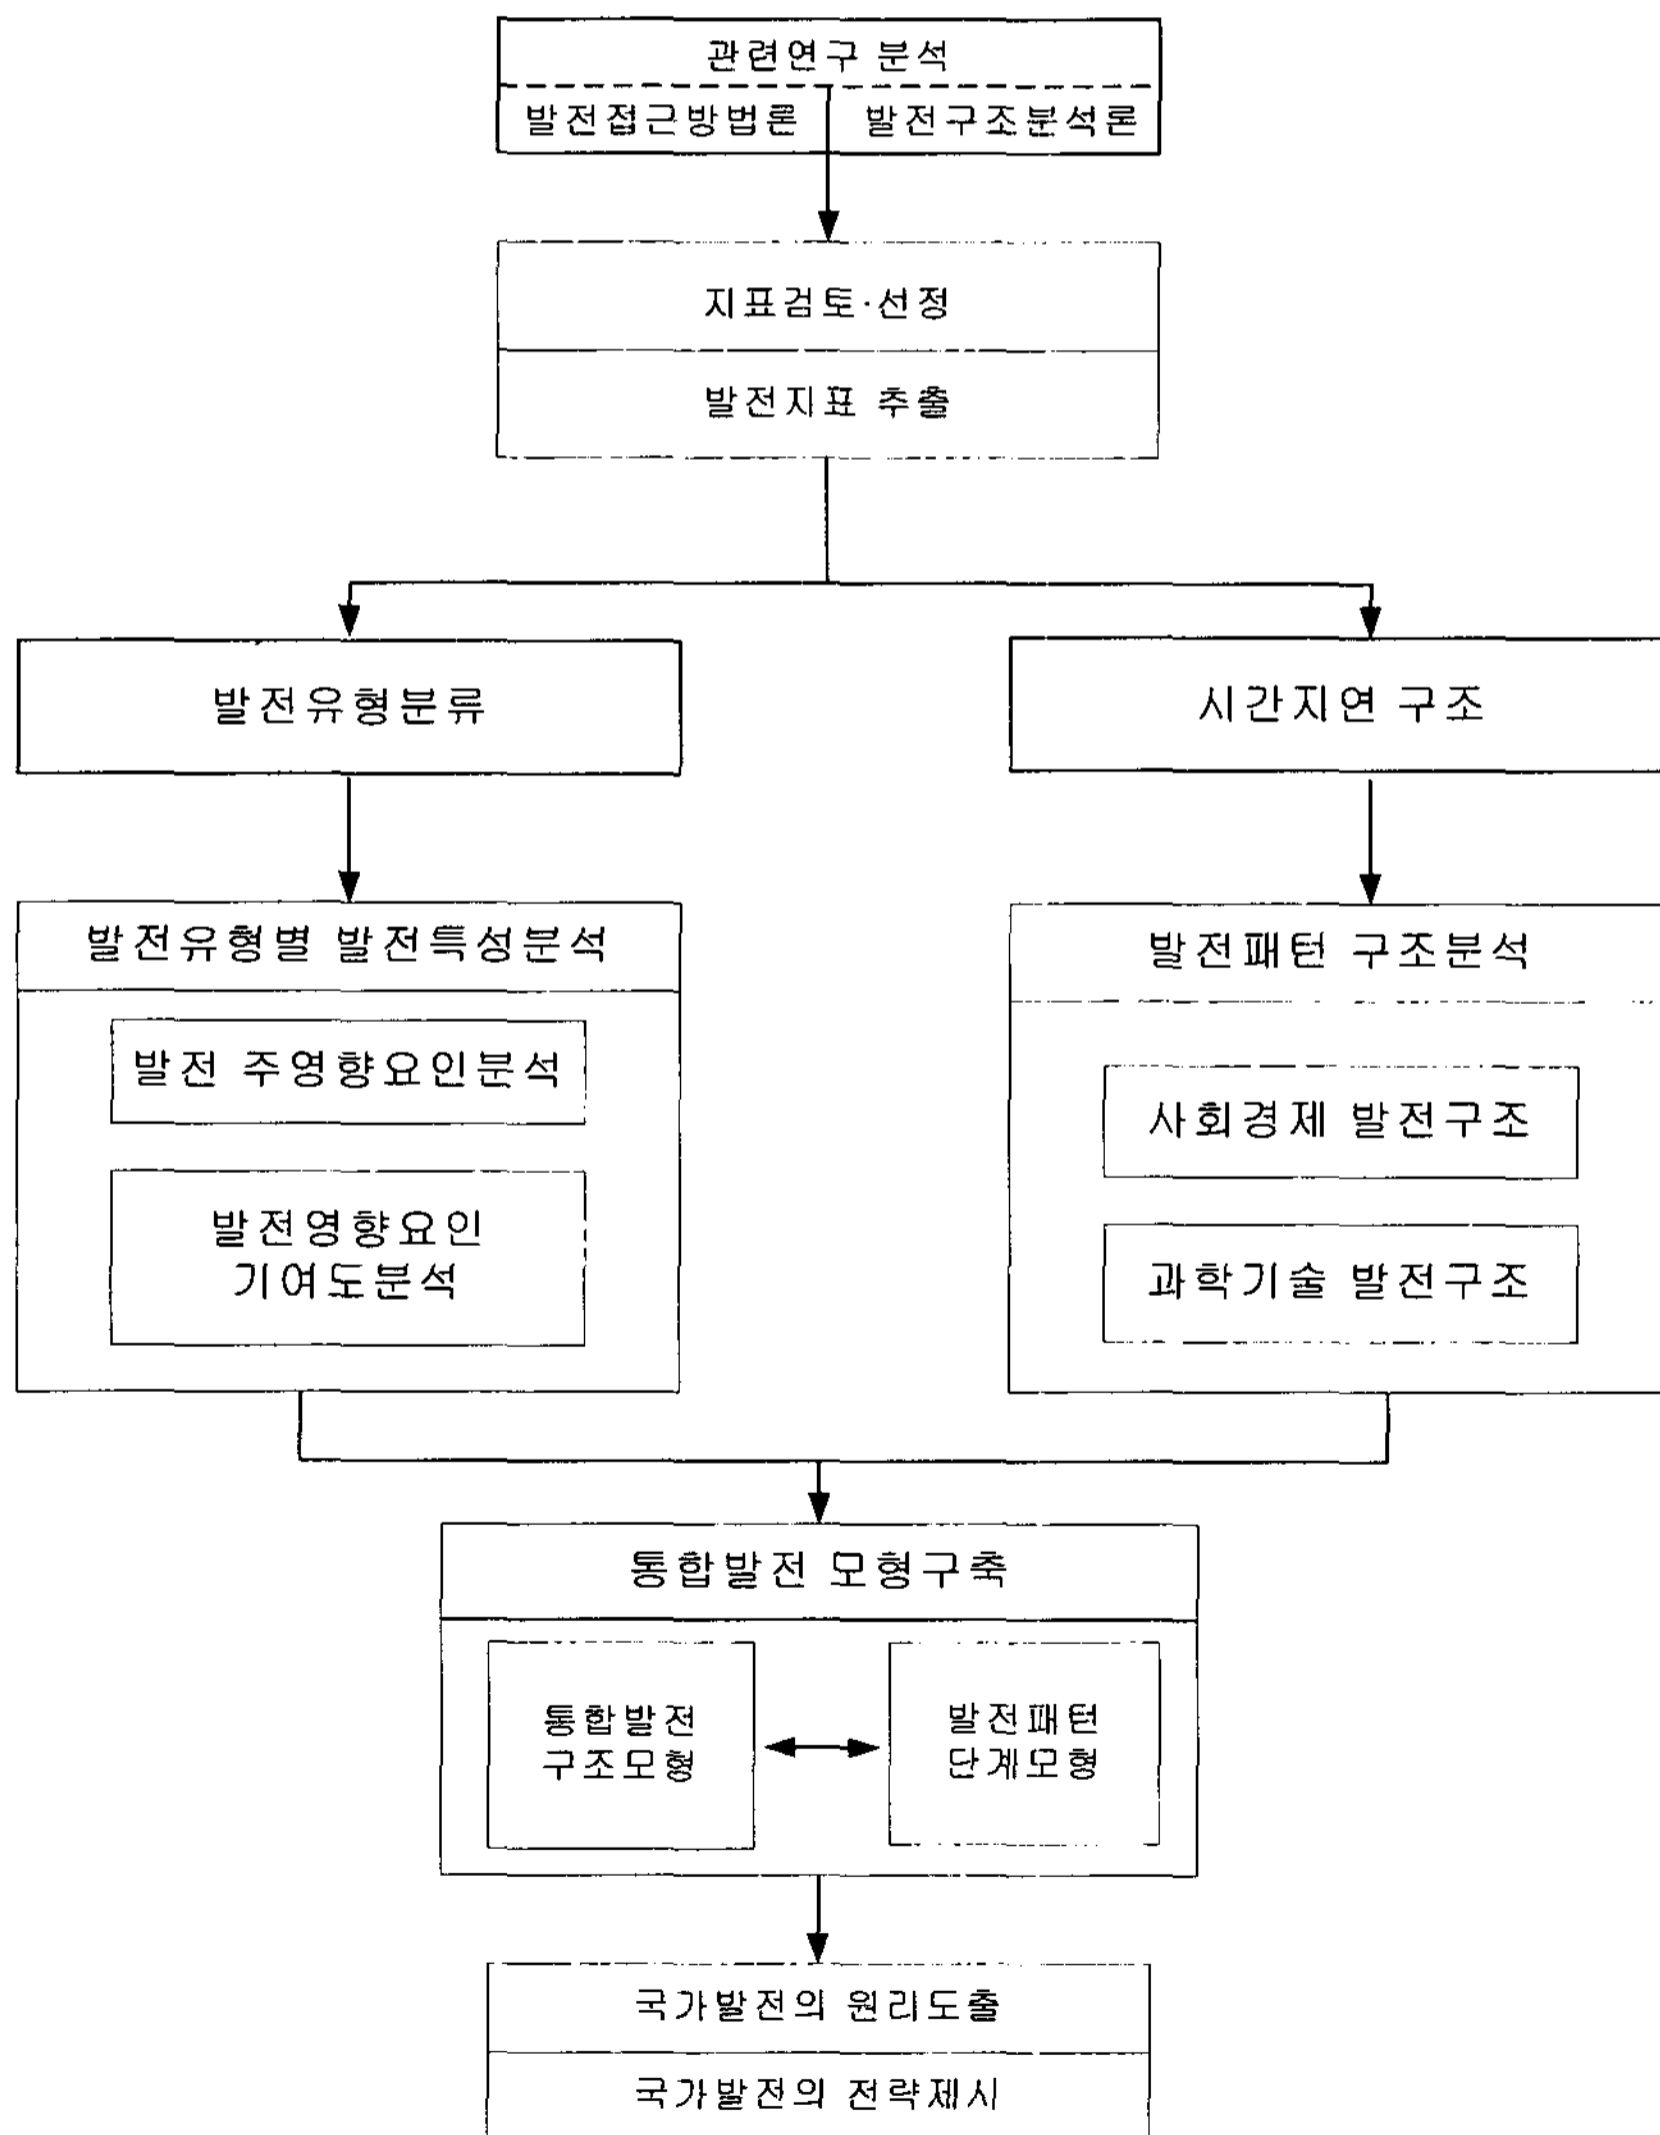 관련연구 분석
발전접근방법론 발전구조분석론
지표검토·선정
발전지표 추출
발전유형분류
시간지연 구조
발전유형별 발전특성분석
발전 주영향요인분석
발전영향요인
기여도분석
발전패턴 구조분석
사회경제 발전구조
과학기술 발전구조
통합발전 모형구축
통합발전
구조모형
발전패턴
단계모형
국가발전의 원리도출
국가발전의 전략제시